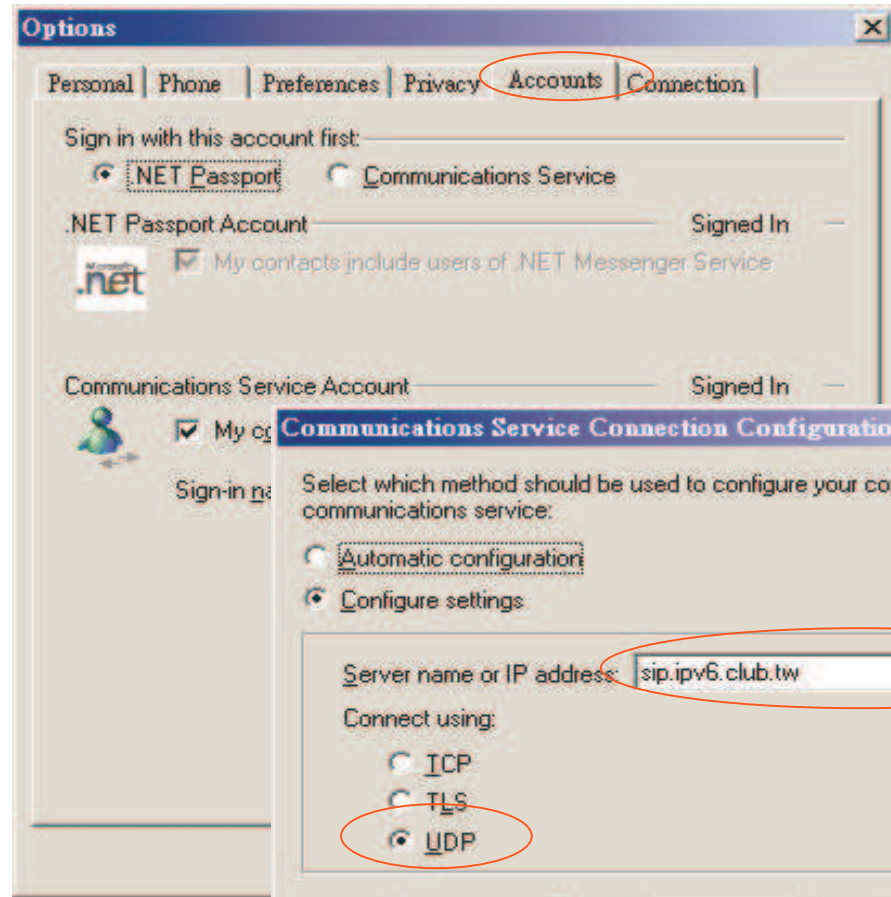 Options
Personal Phone Preferences Privacy Accounts Connection
Sign in with this account first:
.NET Passport Communications Service
.NET Passport Account Signed In
Microsoft
.net
My contacts include users of .NET Messenger Service
Communications Service Account Signed In
My co
Sign-in na
Communications Service Connection Configuratio
Select which method should be used to configure your co
communications service:
Automatic configuration
Configure settings
Server name or IP address: sip.ipv6.club.tw
Connect using:
TCP
TLS
UDP